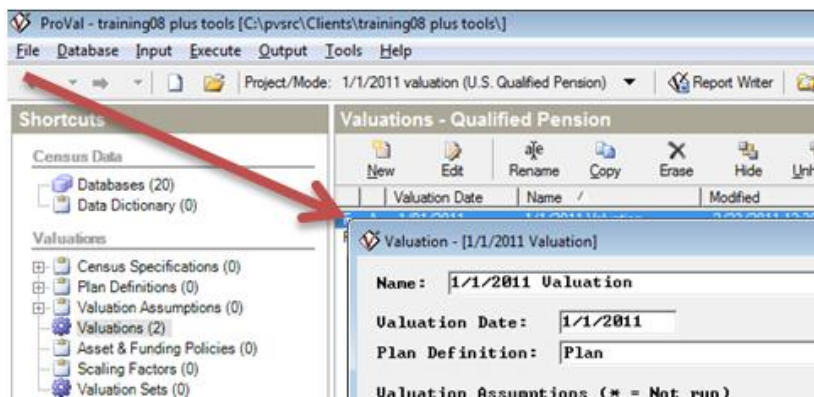 ProVal - training08 plus tools [C:\pvsrc\Clients\training08 plus tools\]
File Database Input Execute Output Tools Help
Project/Mode: 1/1/2011 valuation (U.S. Qualified Pension) Report Writer
Shortcuts
Valuations - Qualified Pension
Census Data
New Edit Rename Copy Erase Hide
Databases (20)
Data Dictionary (0)
Valuation Date Name / Modified
Valuations
Valuation - [1/1/2011 Valuation]
Census Specifications (0)
Name: 1/1/2011 Valuation
Plan Definitions (0)
Valuation Assumptions (0)
Valuation Date: 1/1/2011
Valuations (2)
Asset & Funding Policies (0)
Plan Definition: Plan
Scaling Factors (0)
Valuation Sets (0)
Valuation Assumptions (* = Not run)